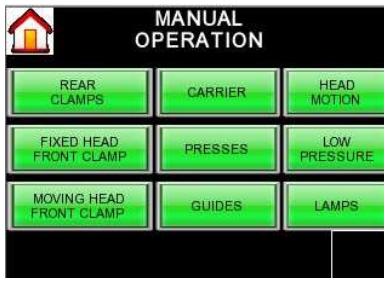 MANUAL
OPERATION
REAR
CLAMPS
CARRIER
HEAD
MOTION
FIXED HEAD
FRONT CLAMP
PRESSES
LOW
PRESSURE
MOVING HEAD
FRONT CLAMP
GUIDES
LAMPS